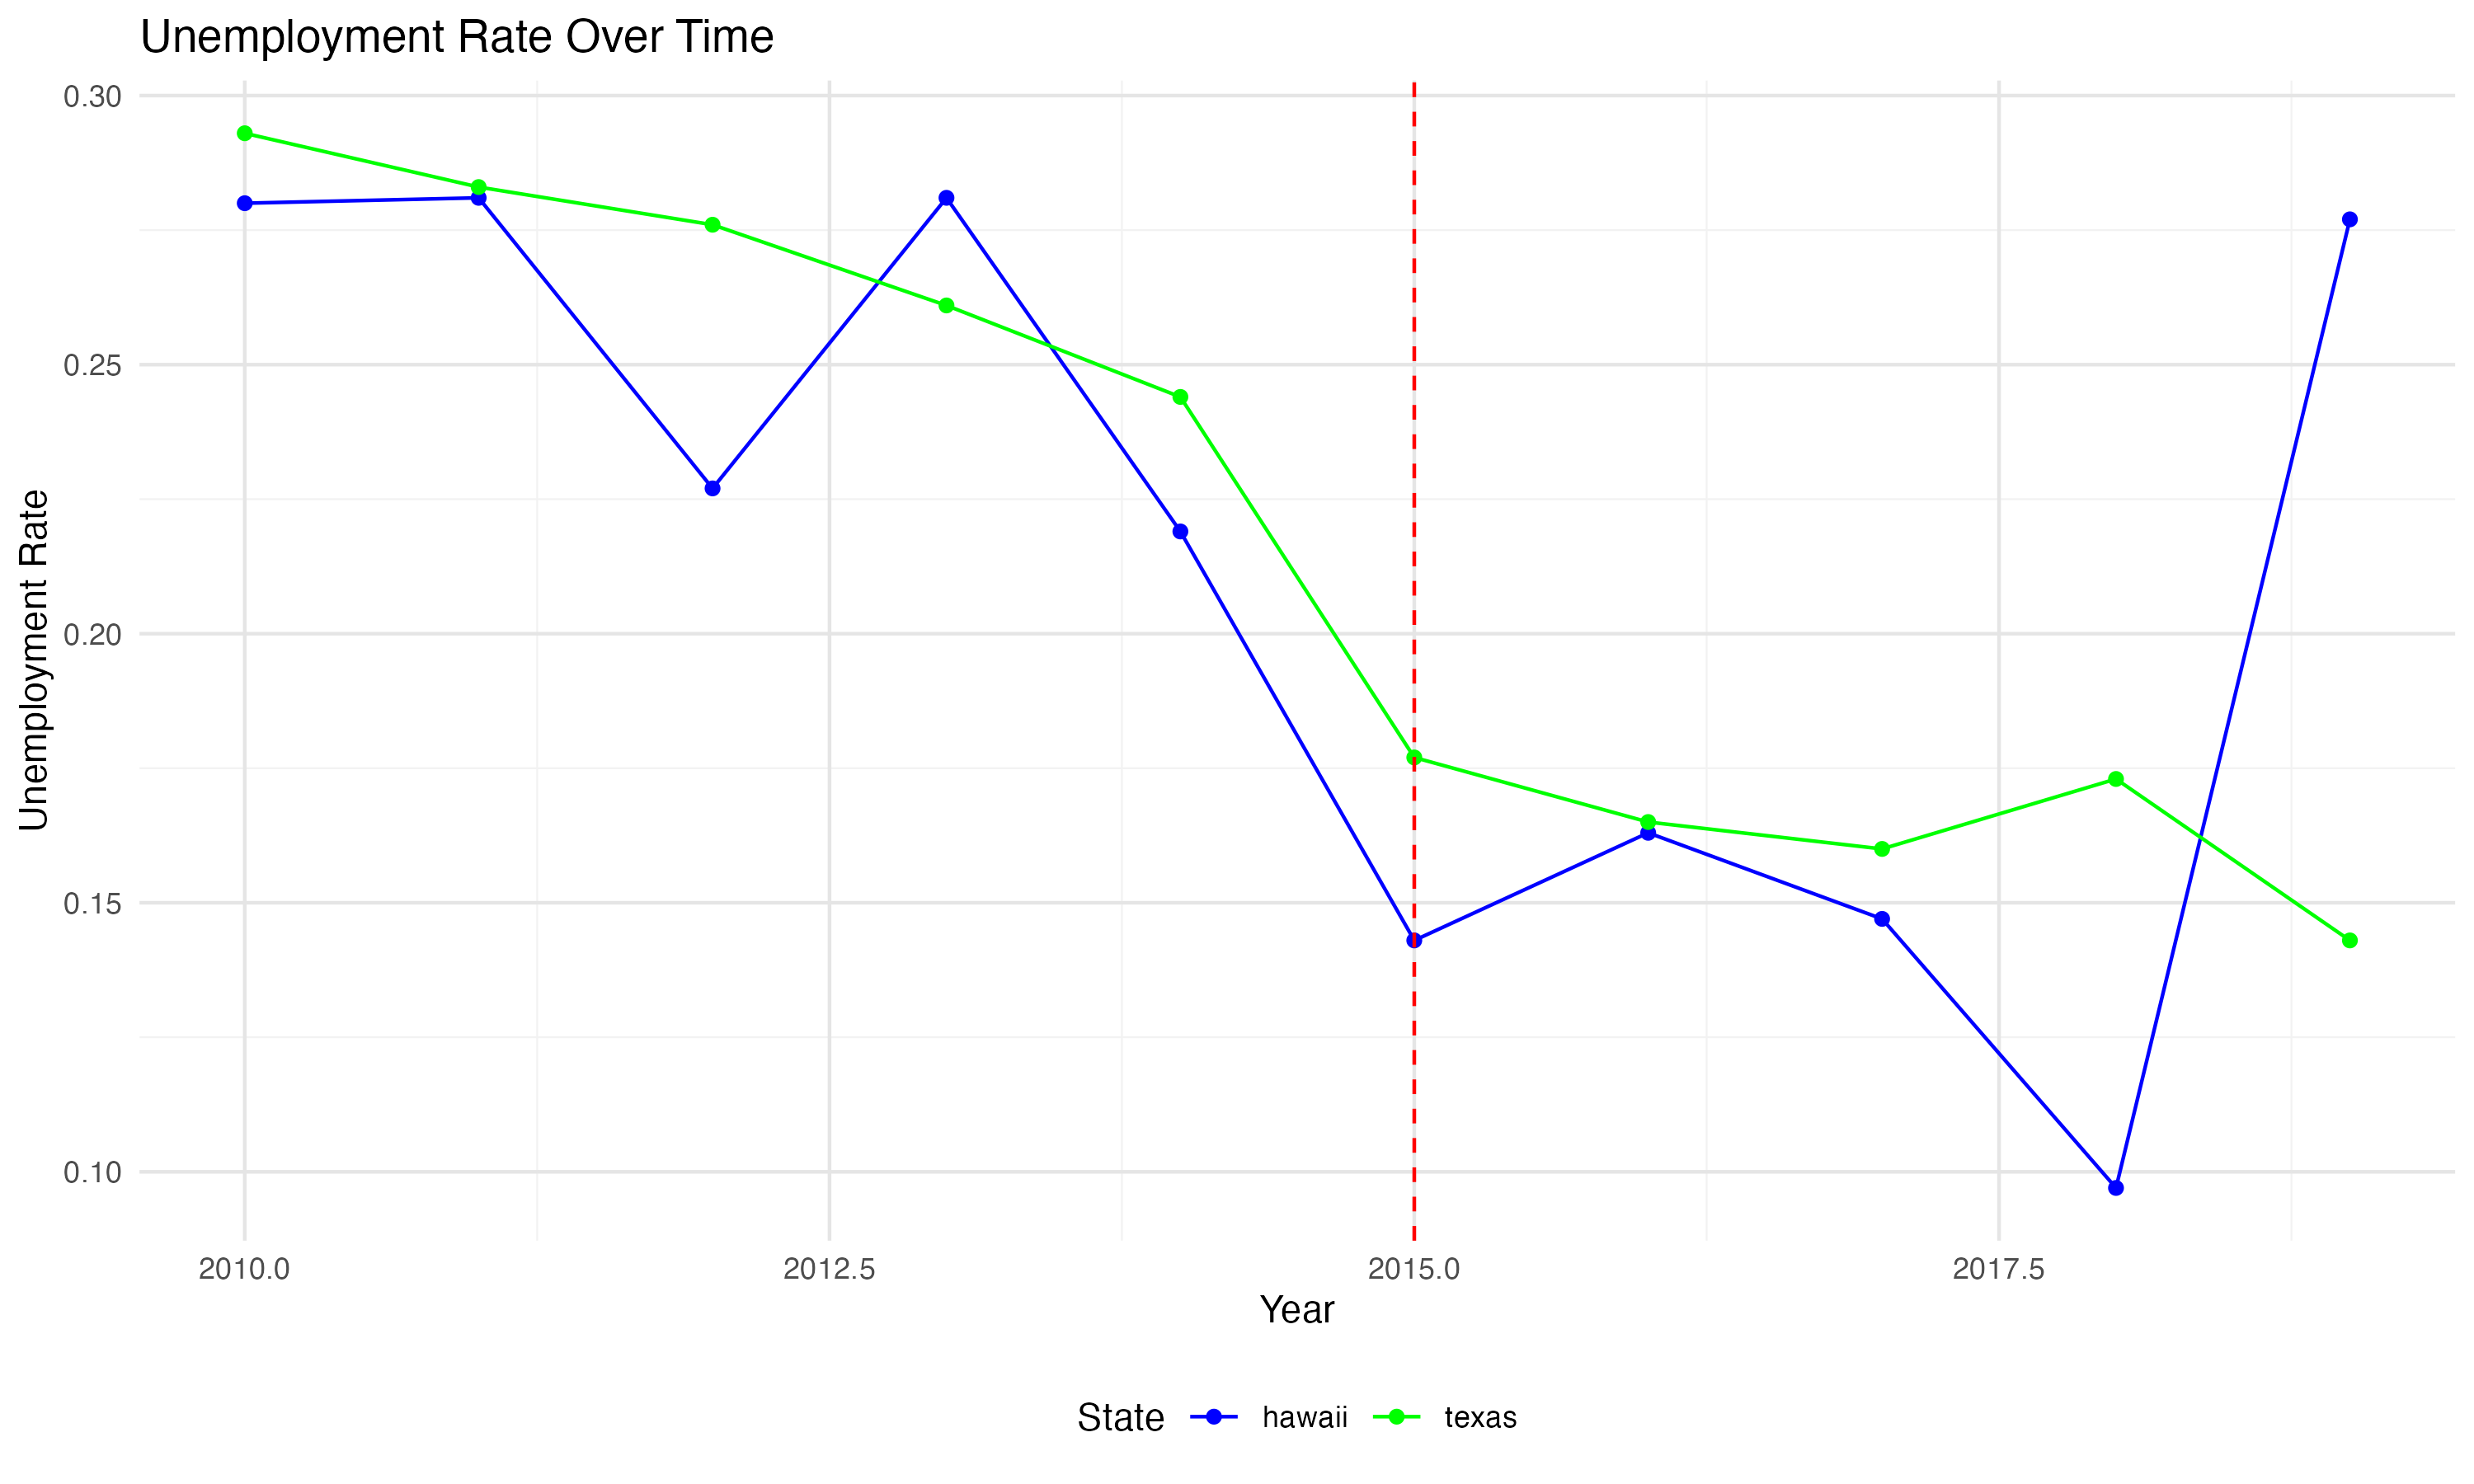 Unemployment Rate Over Time
Unemployment Rate
0.30
0.25
0.20
0.15
0.10
2010.0 2012.5 2015.0 2017.5
Year
State hawaii texas